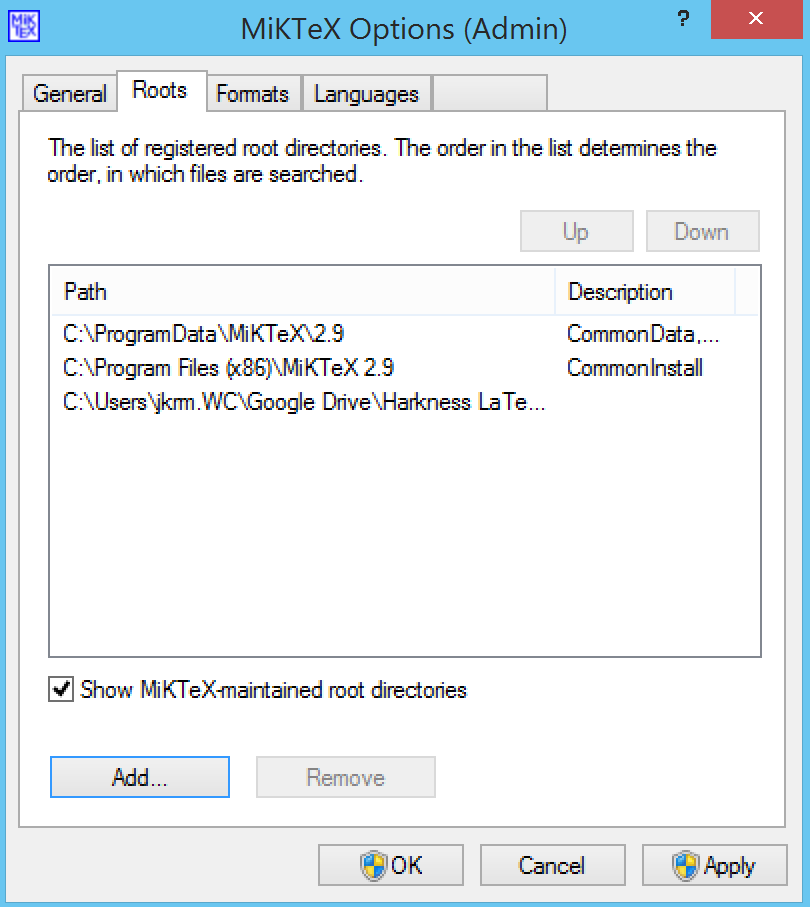 MiKTeX Options (Admin)
?
General Roots Formats Languages
The list of registered root directories. The order in the list determines the
order, in which files are searched.
Up Down
Path Description
C:\ProgramData\MiKTeX\2.9 CommonData,...
C:\Program Files (x86)\MiKTeX 2.9 CommonInstall
C:\Users\jkrm.WC\Google Drive\Harkness LaTe...
Show MiKTeX-maintained root directories
Add... Remove
OK Cancel Apply